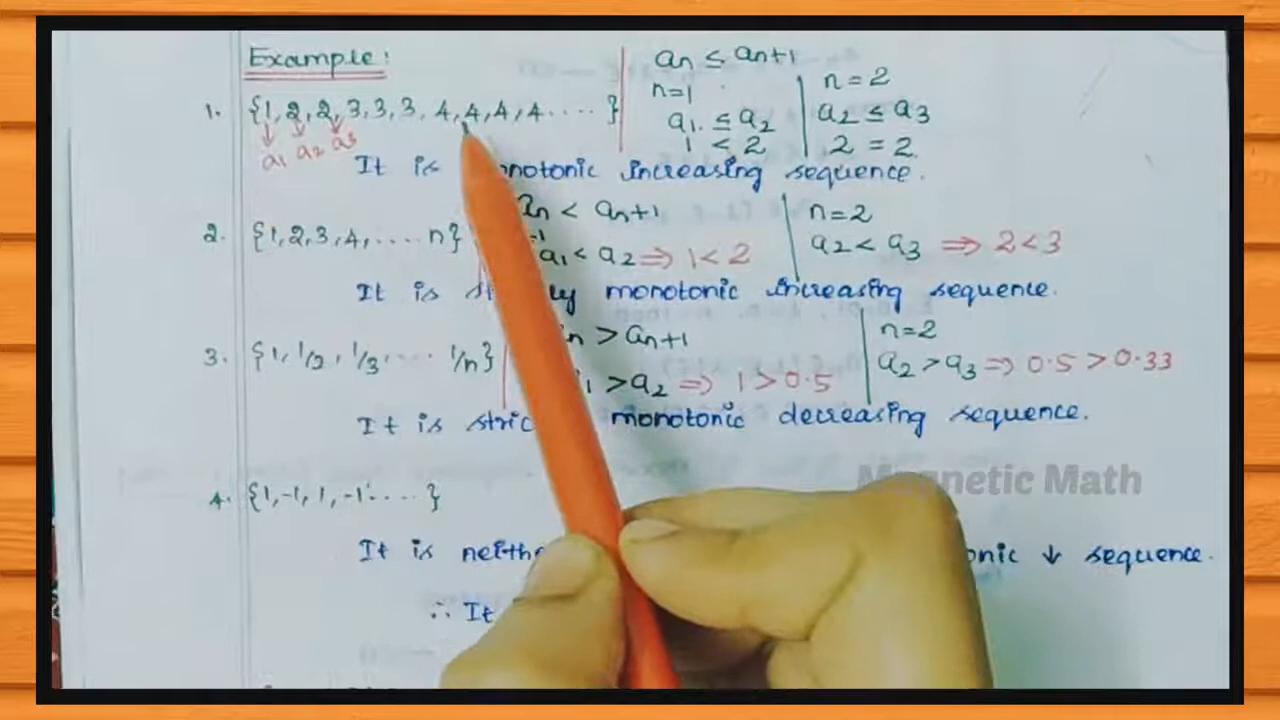 Example:
1. {1, 2, 2, 3, 3, 3, 4, 4, 4, 4.... }
a1 a2 a3
an ≤ an+1
n=1
a1. ≤ a2
1 < 2
n=2
a2 ≤ a3
2 = 2.
It is monotonic increasing sequence.
2. {1, 2, 3, 4, .... n}
an < an+1
a1 < a2 ⇒ 1 < 2
n=2
a2 < a3 ⇒ 2 < 3
It is monotonic increasing sequence.
3. {1, 1/2, 1/3, .... 1/n}
> an+1
> a2 ⇒ 1 > 0.5
n=2
a2 > a3 ⇒ 0.5 > 0.33
It is monotonic decreasing sequence.
4. {1, -1, 1, -1.... }
It is ↓ sequence.
∴ It
Magnetic Math